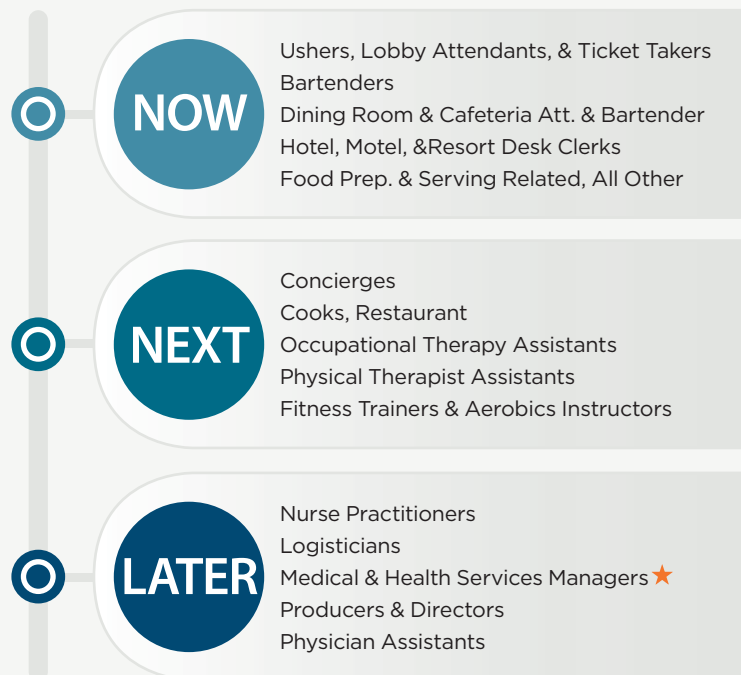 NOW
Ushers, Lobby Attendants, & Ticket Takers
Bartenders
Dining Room & Cafeteria Att. & Bartender
Hotel, Motel, &Resort Desk Clerks
Food Prep. & Serving Related, All Other
NEXT
Concierges
Cooks, Restaurant
Occupational Therapy Assistants
Physical Therapist Assistants
Fitness Trainers & Aerobics Instructors
LATER
Nurse Practitioners
Logisticians
Medical & Health Services Managers★
Producers & Directors
Physician Assistants